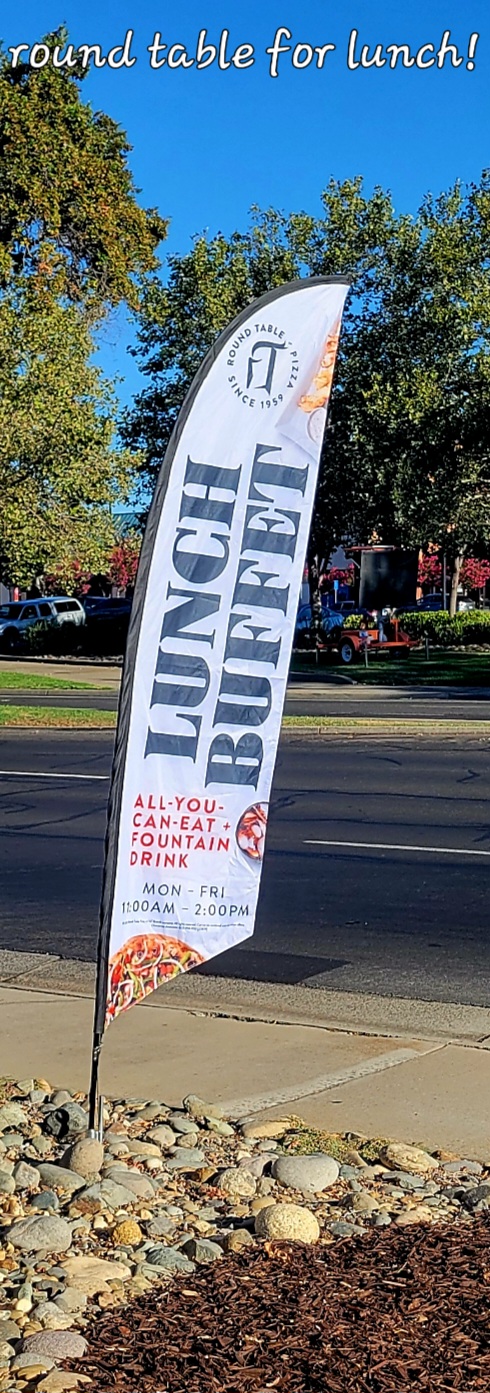 round table for lunch!
ROUND TABLE - PIZZA
SINCE 1959
LUNCH
BUFFET
ALL-YOU-
CAN-EAT +
FOUNTAIN
DRINK
MON - FRI
11:00AM - 2:00PM